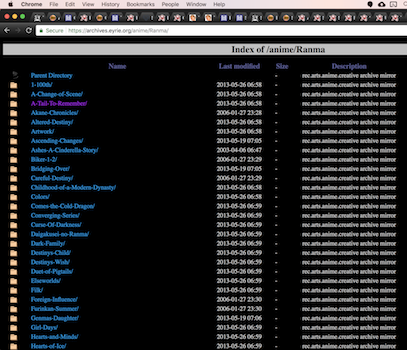 Chrome File Edit View History Bookmarks People Window Help
Secure https://archives.eyrie.org/anime/Ranma/
Index of /anime/Ranma
Name Last modified Size Description
Parent Directory - rec.arts.anime.creative archive mirror
1-100th/ 2013-05-26 06:58 - rec.arts.anime.creative archive mirror
A-Change-of-Scene/ 2013-05-26 06:58 - rec.arts.anime.creative archive mirror
A-Tail-To-Remember/ 2013-05-26 06:58 - rec.arts.anime.creative archive mirror
Akane-Chronicles/ 2006-01-27 23:28 - rec.arts.anime.creative archive mirror
Altered-Destiny/ 2013-05-26 06:58 - rec.arts.anime.creative archive mirror
Artwork/ 2013-05-26 06:58 - rec.arts.anime.creative archive mirror
Ascending-Changes/ 2013-05-19 07:05 - rec.arts.anime.creative archive mirror
Ashes-A-Cinderella-Story/ 2003-04-06 06:47 - rec.arts.anime.creative archive mirror
Biker-1-2/ 2006-01-27 23:29 - rec.arts.anime.creative archive mirror
Bridging-Over/ 2013-05-19 07:05 - rec.arts.anime.creative archive mirror
Careful-Destiny/ 2006-01-27 23:29 - rec.arts.anime.creative archive mirror
Childhood-of-a-Modern-Dynasty/ 2013-05-26 06:58 - rec.arts.anime.creative archive mirror
Colors/ 2013-05-26 06:58 - rec.arts.anime.creative archive mirror
Comes-the-Cold-Dragon/ 2013-05-26 06:58 - rec.arts.anime.creative archive mirror
Converging-Series/ 2013-05-26 06:59 - rec.arts.anime.creative archive mirror
Curse-Of-Darkness/ 2013-05-26 06:59 - rec.arts.anime.creative archive mirror
Daigakusei-no-Ranma/ 2013-05-26 06:59 - rec.arts.anime.creative archive mirror
Dark-Family/ 2013-05-26 06:59 - rec.arts.anime.creative archive mirror
Destinys-Child/ 2013-05-26 06:59 - rec.arts.anime.creative archive mirror
Destinys-Wish/ 2013-05-26 06:59 - rec.arts.anime.creative archive mirror
Duet-of-Pigtails/ 2013-05-26 06:59 - rec.arts.anime.creative archive mirror
Elseworlds/ 2013-05-26 06:59 - rec.arts.anime.creative archive mirror
Filk/ 2013-05-26 06:59 - rec.arts.anime.creative archive mirror
Foreign-Influence/ 2006-01-27 23:30 - rec.arts.anime.creative archive mirror
Furinkan-Summer/ 2006-01-27 23:30 - rec.arts.anime.creative archive mirror
Genmas-Daughter/ 2013-05-19 07:06 - rec.arts.anime.creative archive mirror
Girl-Days/ 2013-05-26 06:59 - rec.arts.anime.creative archive mirror
Hearts-and-Minds/ 2013-05-26 06:59 - rec.arts.anime.creative archive mirror
Hearts-of-Ice/ 2013-05-26 06:59 - rec.arts.anime.creative archive mirror